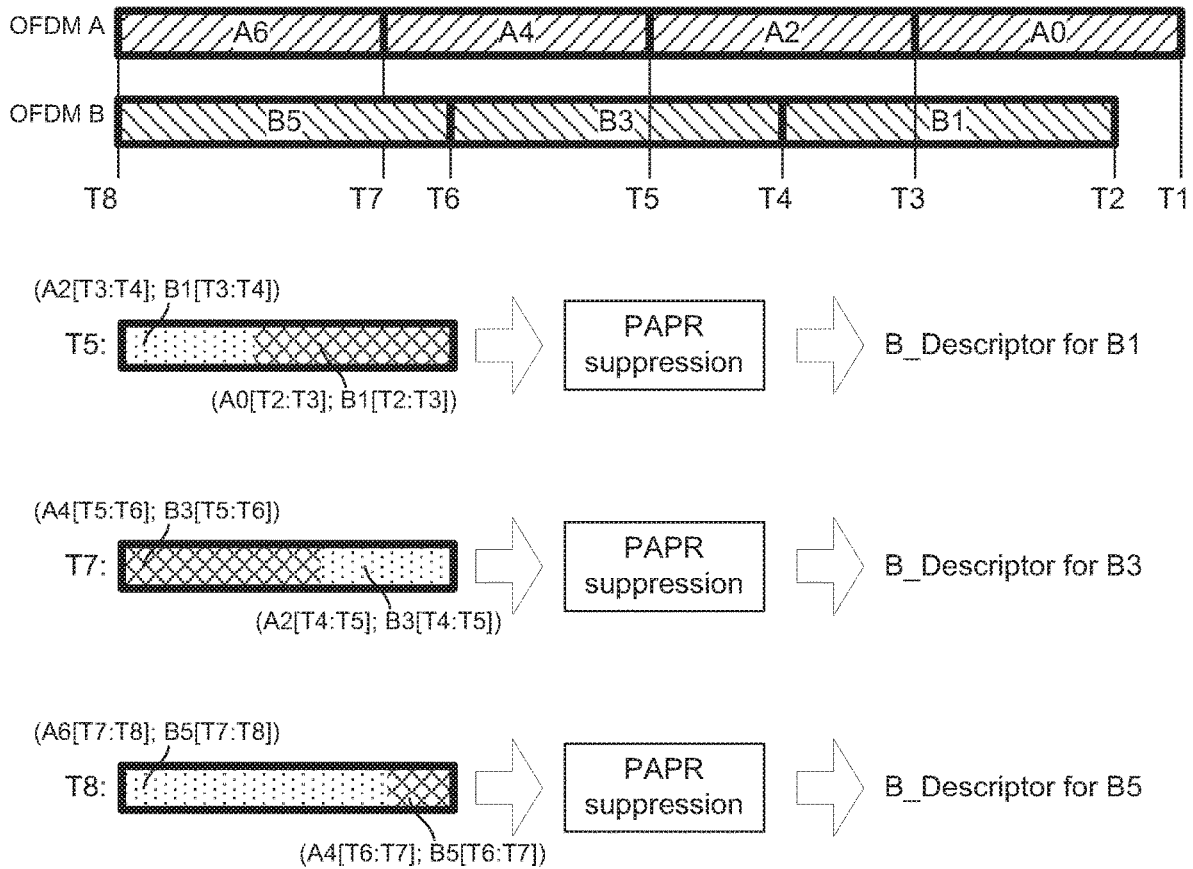 OFDM A A6 A4 A2 A0
OFDM B B5 B3 B1
T8 T7 T6 T5 T4 T3 T2 T1
(A2[T3:T4]; B1[T3:T4])
T5:
(A0[T2:T3]; B1[T2:T3])
PAPR
suppression
B_Descriptor for B1
(A4[T5:T6]; B3[T5:T6])
T7:
(A2[T4:T5]; B3[T4:T5])
PAPR
suppression
B_Descriptor for B3
(A6[T7:T8]; B5[T7:T8])
T8:
(A4[T6:T7]; B5[T6:T7])
PAPR
suppression
B_Descriptor for B5